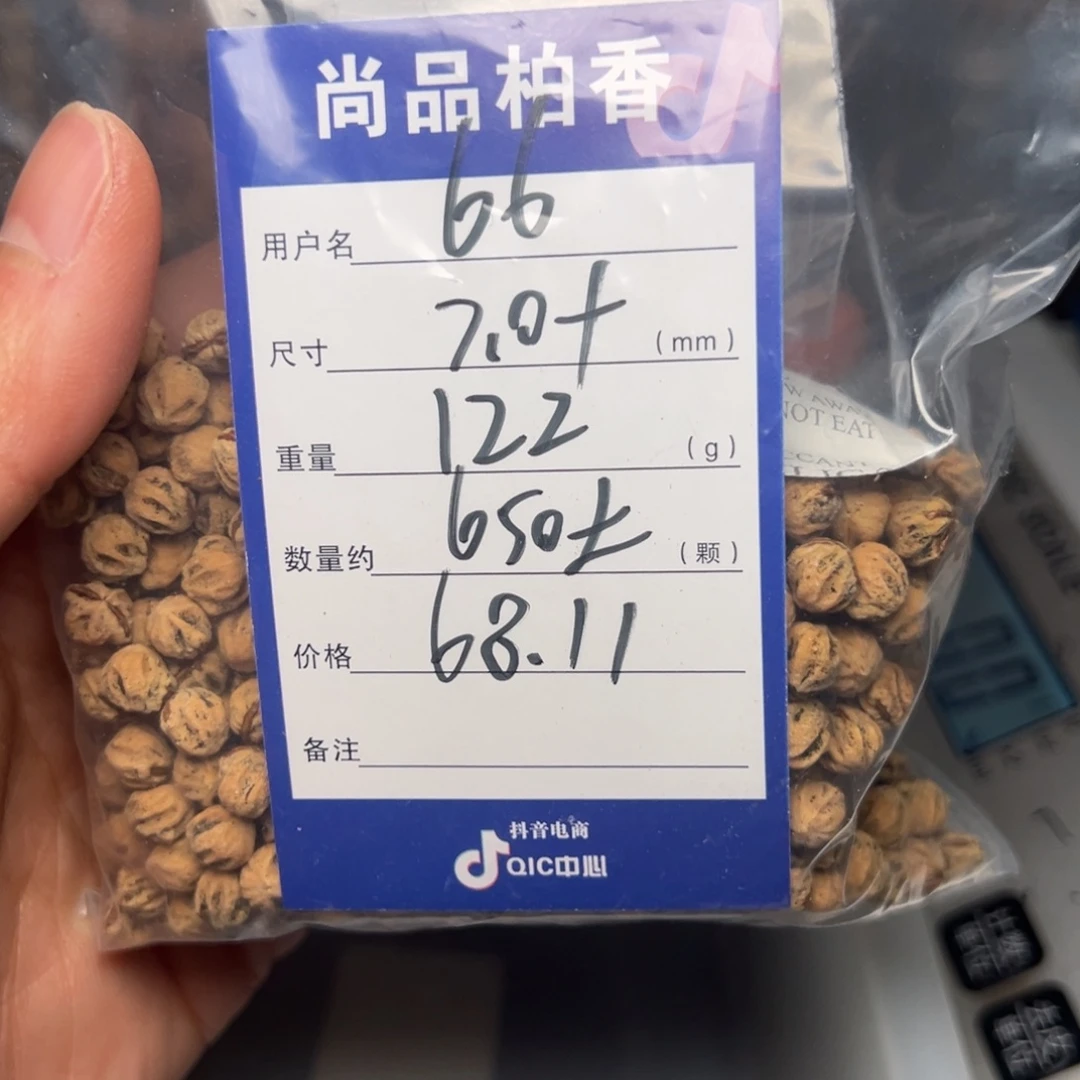 尚品柏香
用户名 66
尺寸 7.0+ (mm)
重量 122 (g)
数量约 650± (颗)
价格 68.11
备注
抖音电商
QIC中心
NOT EAT